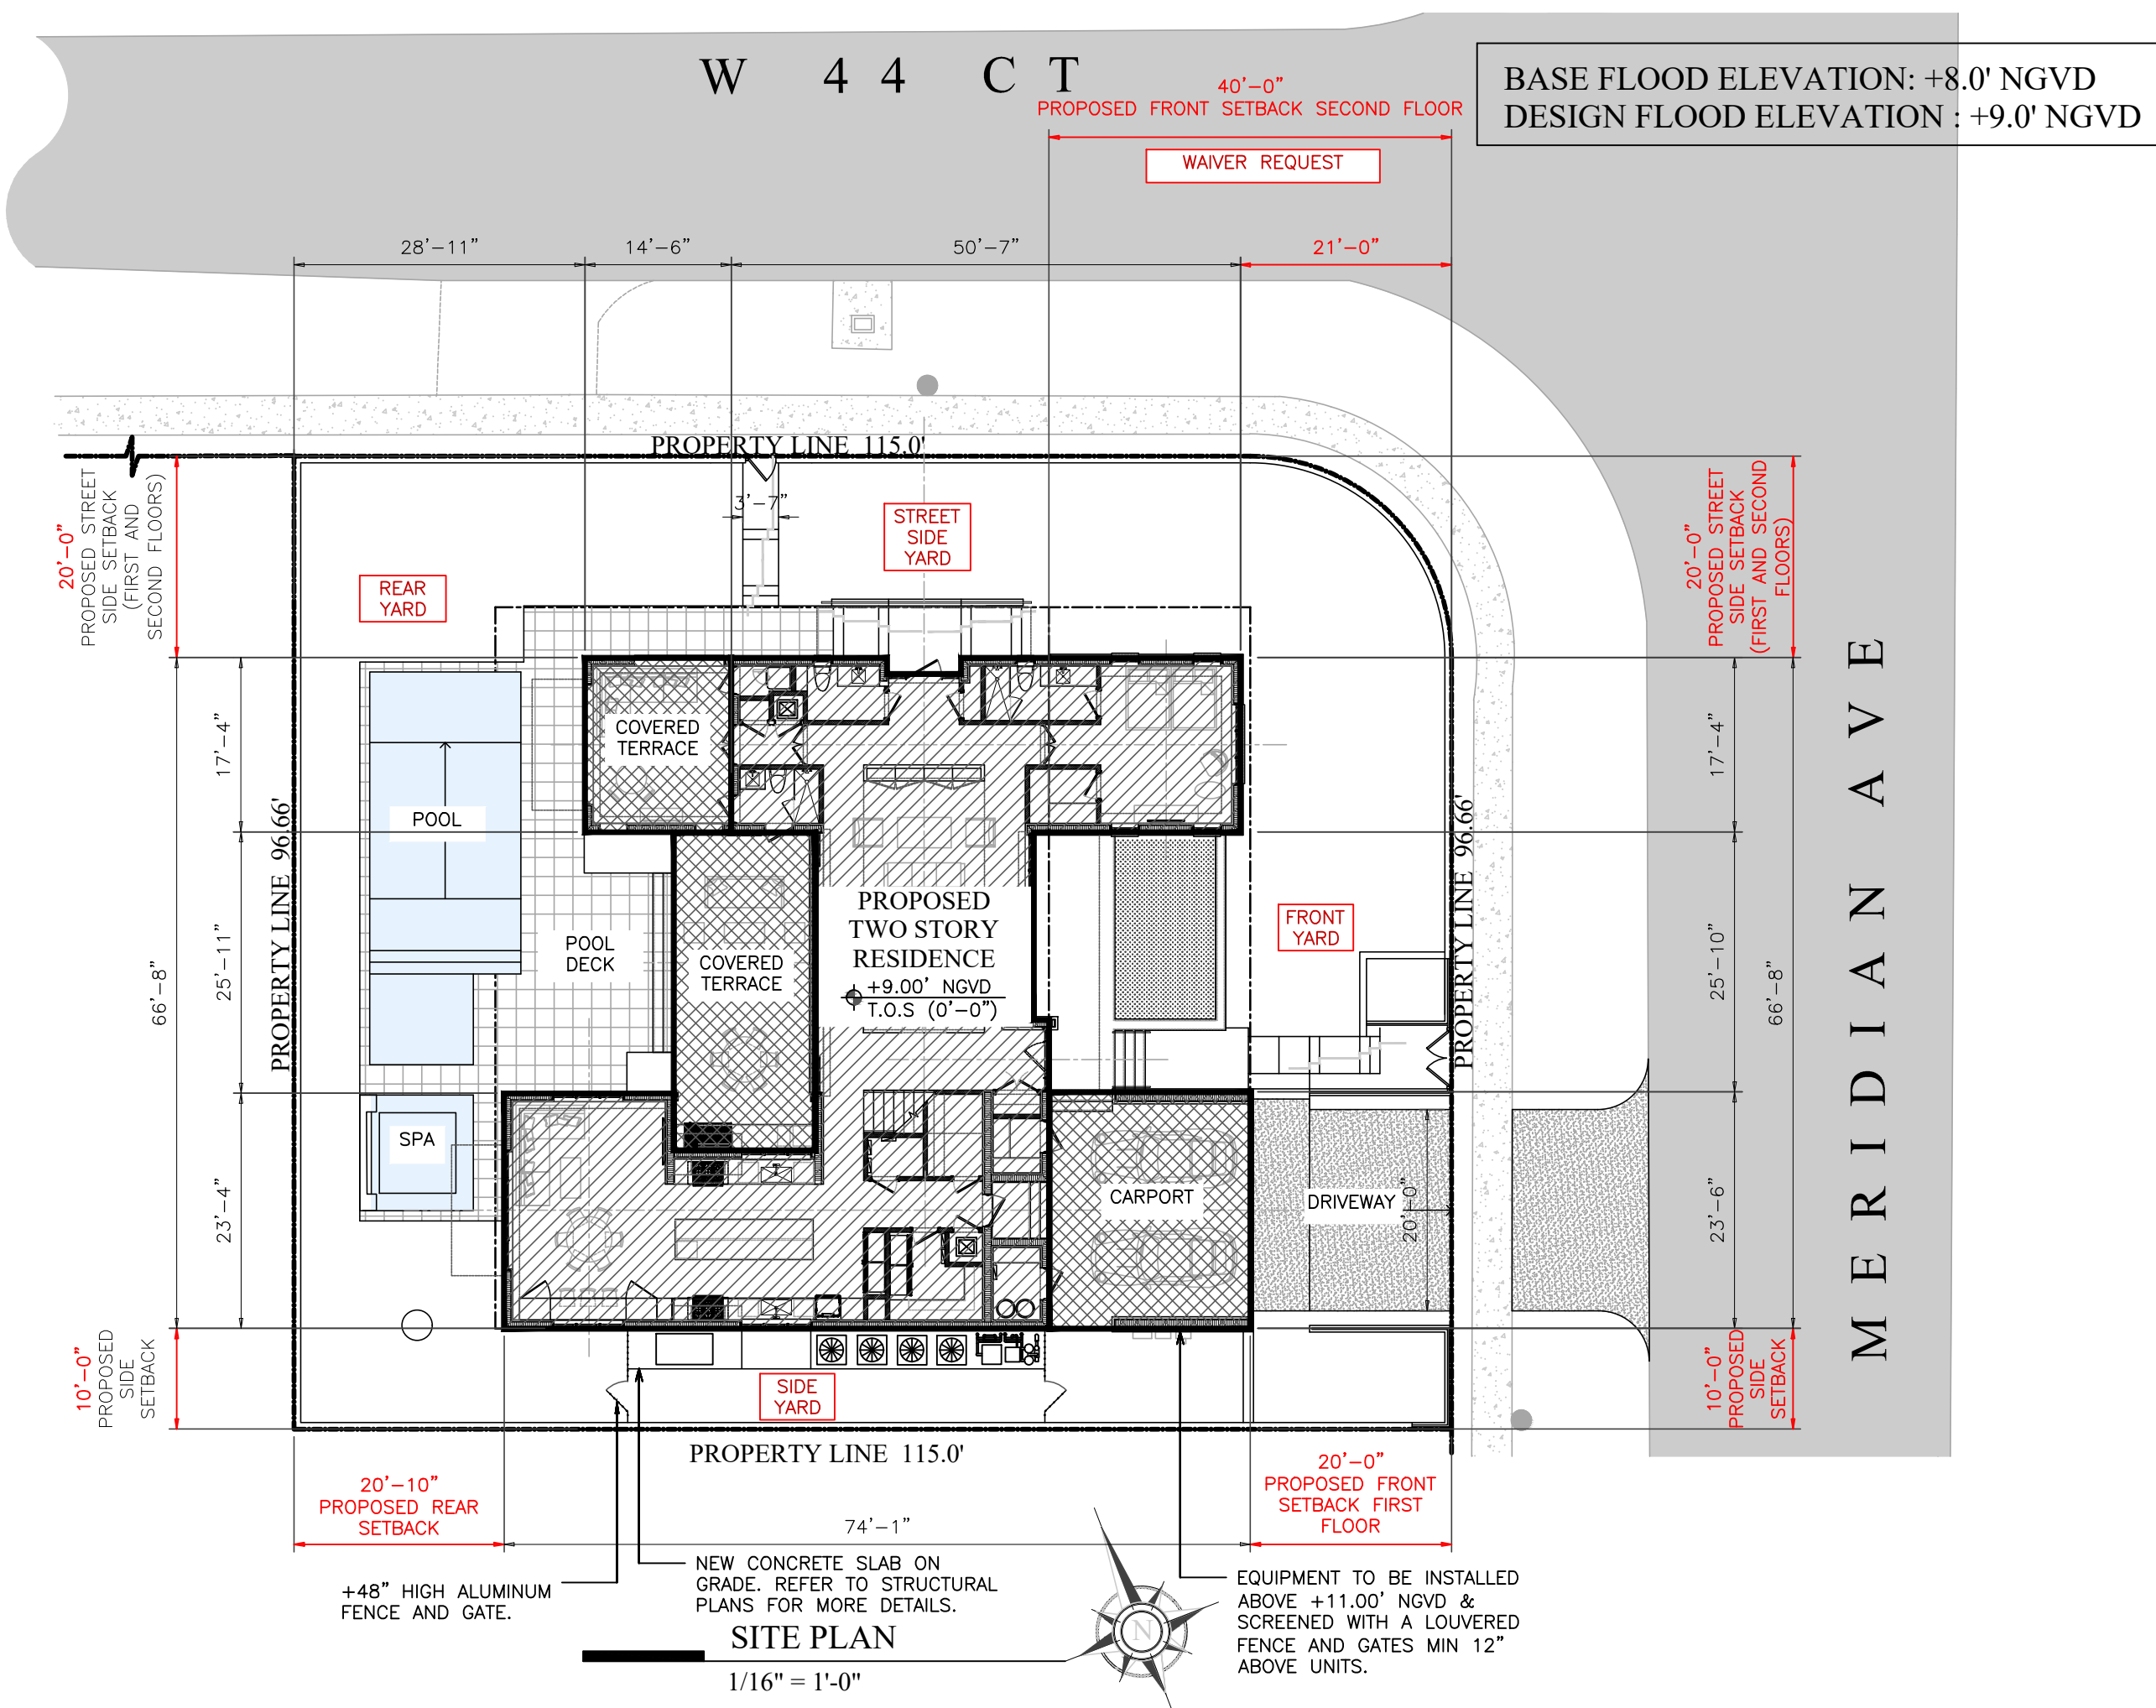 W 44 CT
40'-0"
PROPOSED FRONT SETBACK SECOND FLOOR
WAIVER REQUEST
BASE FLOOD ELEVATION: +8.0' NGVD
DESIGN FLOOD ELEVATION : +9.0' NGVD
28'-11"
14'-6"
50'-7"
21'-0"
PROPERTY LINE 115.0'
20'-0"
PROPOSED STREET
SIDE SETBACK
(FIRST AND
SECOND FLOORS)
3'-7"
STREET
SIDE
YARD
REAR
YARD
20'-0"
PROPOSED STREET
SIDE SETBACK
(FIRST AND SECOND
FLOORS)
MERIDIAN AVE
COVERED
TERRACE
17'-4"
17'-4"
POOL
PROPERTY LINE 96.66'
PROPERTY LINE 96.66'
PROPOSED
TWO STORY
RESIDENCE
+9.00' NGVD
T.O.S (0'-0")
FRONT
YARD
POOL
DECK
COVERED
TERRACE
66'-8"
25'-11"
25'-10"
66'-8"
SPA
23'-4"
CARPORT
DRIVEWAY
20'-0"
23'-6"
10'-0"
PROPOSED
SIDE
SETBACK
SIDE
YARD
10'-0"
PROPOSED
SIDE
SETBACK
PROPERTY LINE 115.0'
20'-10"
PROPOSED REAR
SETBACK
74'-1"
20'-0"
PROPOSED FRONT
SETBACK FIRST
FLOOR
+48" HIGH ALUMINUM
FENCE AND GATE.
NEW CONCRETE SLAB ON
GRADE. REFER TO STRUCTURAL
PLANS FOR MORE DETAILS.
EQUIPMENT TO BE INSTALLED
ABOVE +11.00' NGVD &
SCREENED WITH A LOUVERED
FENCE AND GATES MIN 12"
ABOVE UNITS.
N
SITE PLAN
1/16" = 1'-0"